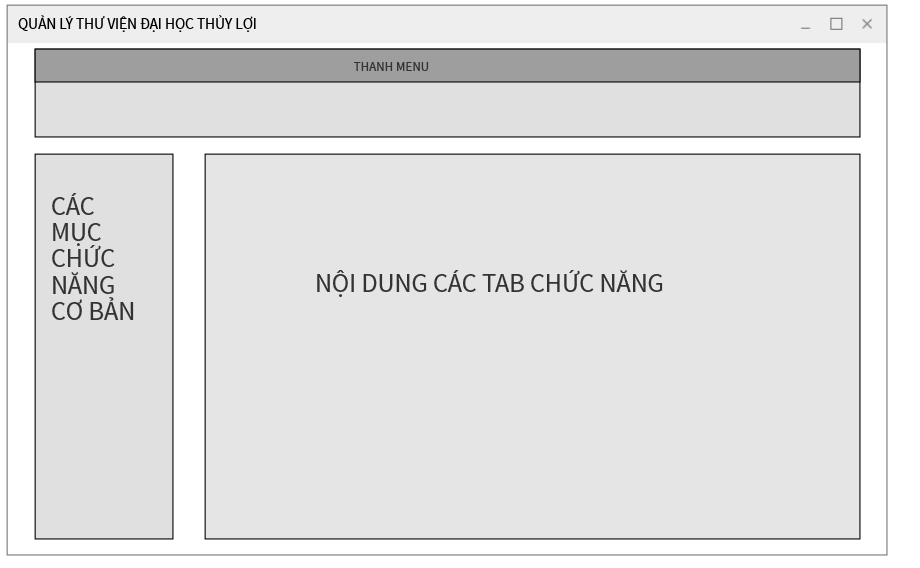 QUẢN LÝ THƯ VIỆN ĐẠI HỌC THỦY LỢI
THANH MENU
CÁC
MỤC
CHỨC
NĂNG
CƠ BẢN
NỘI DUNG CÁC TAB CHỨC NĂNG